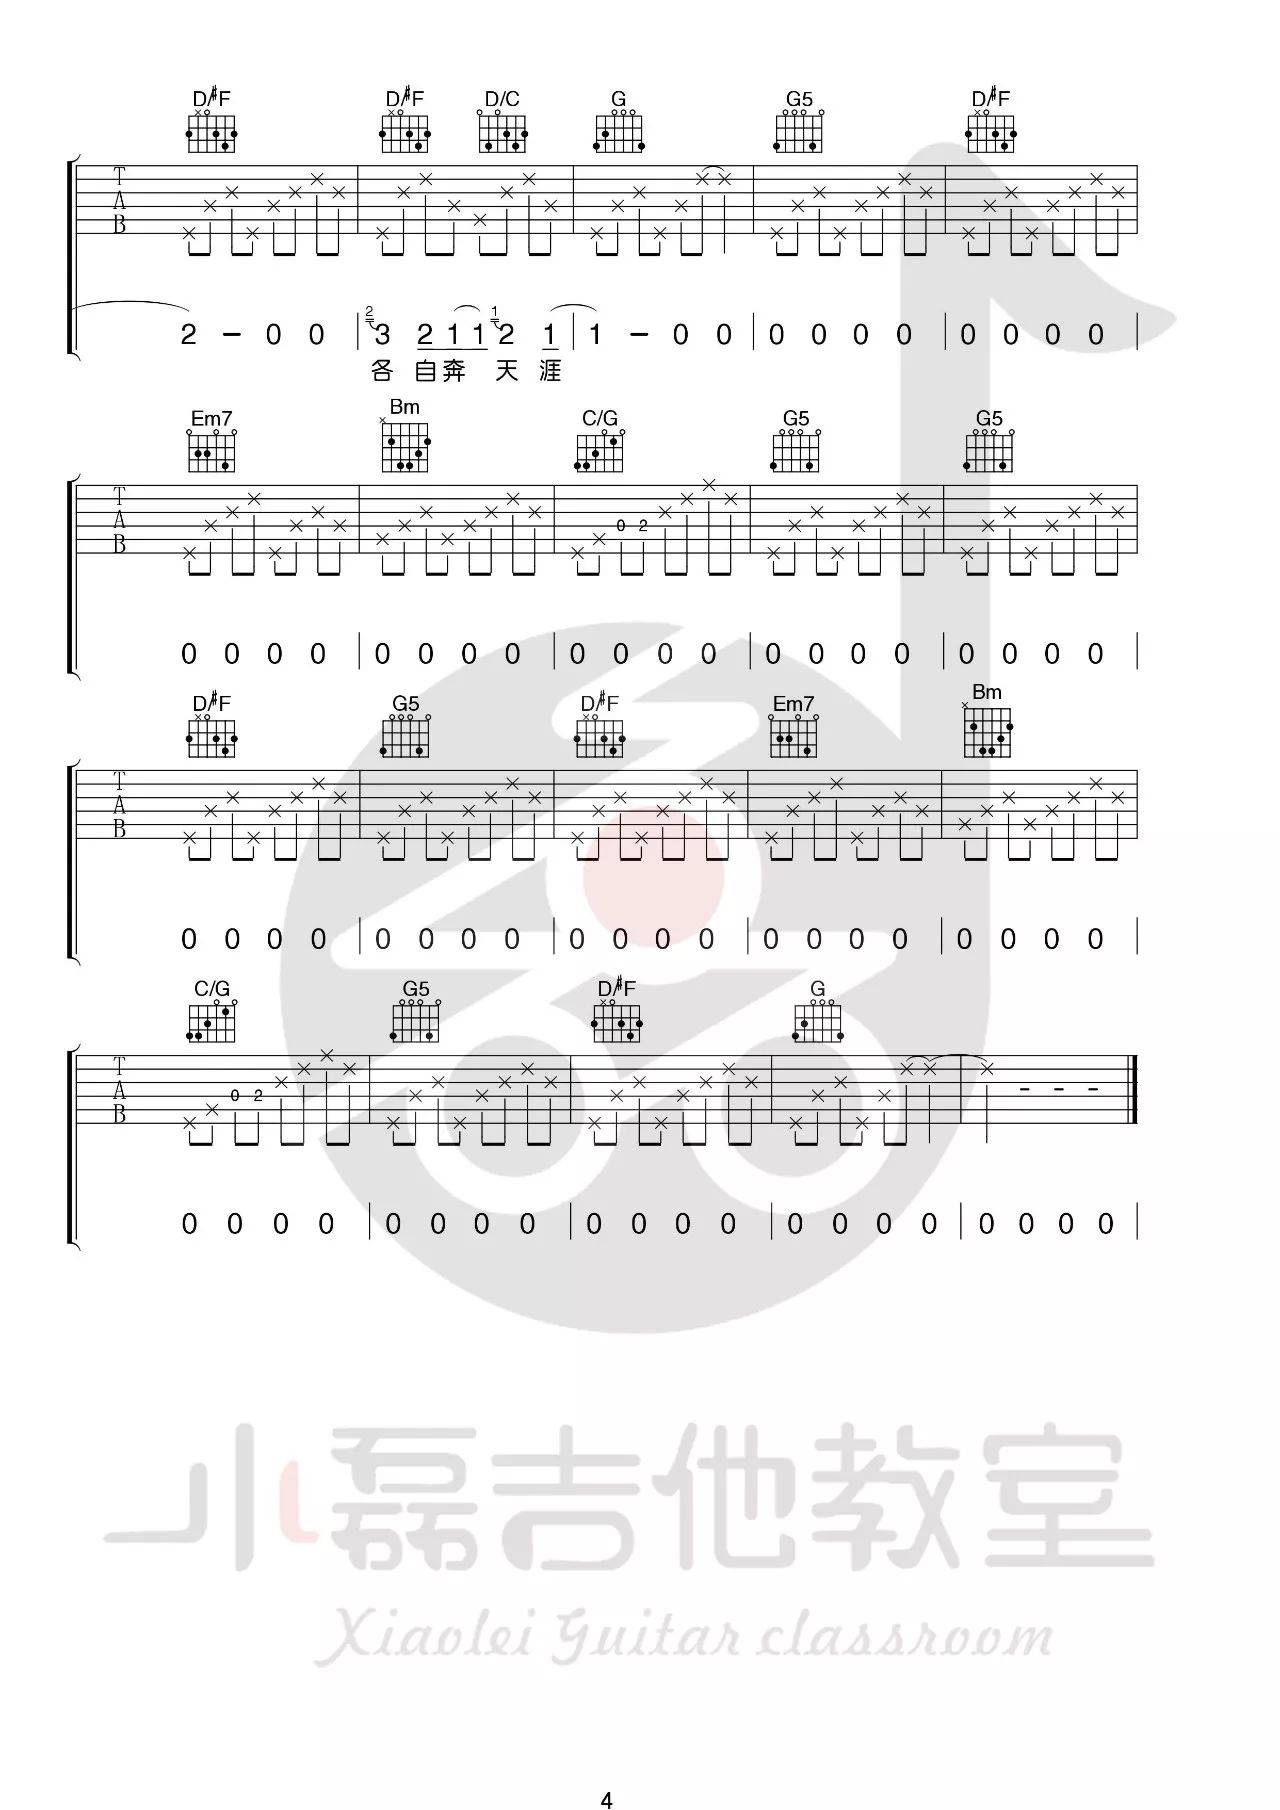 D/#F D/#F D/C G G5 D/#F
T
A
B
2 - 0 0 | 2 3 2 1 1 1 2 1 | 1 - 0 0 | 0 0 0 0 | 0 0 0 0 |
各 自 奔 天 涯
Em7 Bm C/G G5 G5
T
A 0 2
B
0 0 0 0 | 0 0 0 0 | 0 0 0 0 | 0 0 0 0 | 0 0 0 0 |
D/#F G5 D/#F Em7 Bm
T
A
B
0 0 0 0 | 0 0 0 0 | 0 0 0 0 | 0 0 0 0 | 0 0 0 0 |
C/G G5 D/#F G
T
A 0 2 - - -
B
0 0 0 0 | 0 0 0 0 | 0 0 0 0 | 0 0 0 0 | 0 0 0 0 |
小磊吉他教室
Xiaolei Guitar classroom
4